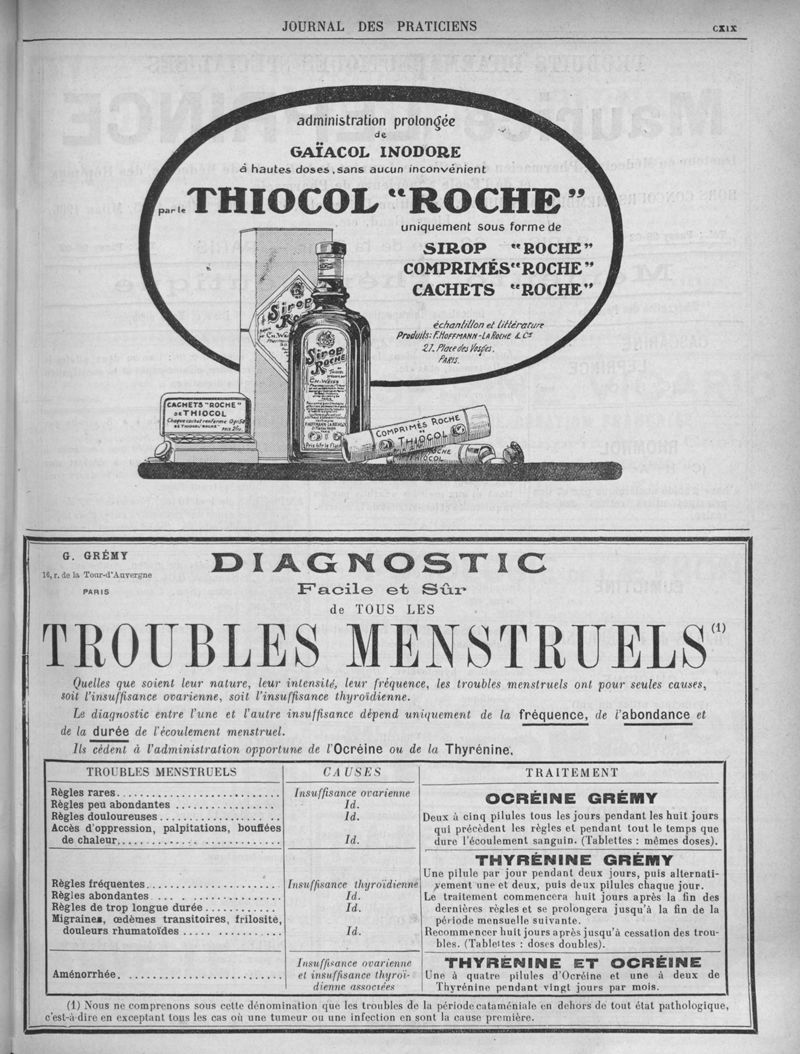 JOURNAL DES PRATICIENS
CXIX
administration prolongée
de
GAÏACOL INODORE
à hautes doses, sans aucun inconvénient
par le THIOCOL "ROCHE"
uniquement sous forme de
SIROP "ROCHE"
COMPRIMÉS "ROCHE"
CACHETS "ROCHE"
échantillon et littérature
Produits: F. HOFFMANN-LA ROCHE & Cº
21. Place des Vosges.
PARIS.
Sirop
Sirop
ROCHE
CH. WEISS
CACHETS "ROCHE"
DE THIOCOL
Chaque cachet renferme
DE THIOCOL "ROCHE"
COMPRIMÉS ROCHE
THIOCOL
ROCHE
THIOCOL
G. GRÉMY
16, r. de la Tour-d'Auvergne
PARIS
DIAGNOSTIC
Facile et Sûr
de TOUS LES
TROUBLES MENSTRUELS (1)
Quelles que soient leur nature, leur intensité, leur fréquence, les troubles menstruels ont pour seules causes,
soit l'insuffisance ovarienne, soit l'insuffisance thyroïdienne.
Le diagnostic entre l'une et l'autre insuffisance dépend uniquement de la fréquence, de l'abondance et
de la durée de l'écoulement menstruel.
Ils cèdent à l'administration opportune de l'Ocréine ou de la Thyrénine.
TROUBLES MENSTRUELS
CAUSES
TRAITEMENT
Règles rares
Insuffisance ovarienne
Règles peu abondantes
Id.
Règles douloureuses
Id.
Accès d'oppression, palpitations, bouffées
de chaleur
Id.
OCRÉINE GRÉMY
Deux à cinq pilules tous les jours pendant les huit jours
qui précèdent les règles et pendant tout le temps que
dure l'écoulement sanguin. (Tablettes : mêmes doses).
Règles fréquentes
Insuffisance thyroïdienne
Règles abondantes
Id.
Règles de trop longue durée
Id.
Migraines, œdèmes transitoires, frilosité,
douleurs rhumatoïdes
Id.
THYRÉNINE GRÉMY
Une pilule par jour pendant deux jours, puis alternati-
vement une et deux, puis deux pilules chaque jour.
Le traitement commencera huit jours après la fin des
dernières règles et se prolongera jusqu'à la fin de la
période mensuelle suivante.
Recommencer huit jours après jusqu'à cessation des trou-
bles. (Tablettes : doses doubles).
Aménorrhée.
Insuffisance ovarienne
et insuffisance thyroï-
dienne associées
THYRÉNINE ET OCRÉINE
Une à quatre pilules d'Ocréine et une à deux de
Thyrénine pendant vingt jours par mois.
(1) Nous ne comprenons sous cette dénomination que les troubles de la période cataméniale en dehors de tout état pathologique,
c'est-à-dire en exceptant tous les cas où une tumeur ou une infection en sont la cause première.